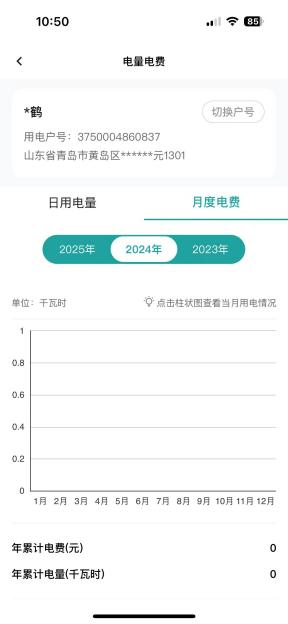 10:50
85
电量电费
*鹤
切换户号
用电户号：3750004860837
山东省青岛市黄岛区******元1301
日用电量
月度电费
2025年 2024年 2023年
单位：千瓦时
点击柱状图查看当月用电情况
1
0.8
0.6
0.4
0.2
0
1月 2月 3月 4月 5月 6月 7月 8月 9月 10月 11月 12月
年累计电费(元) 0
年累计电量(千瓦时) 0